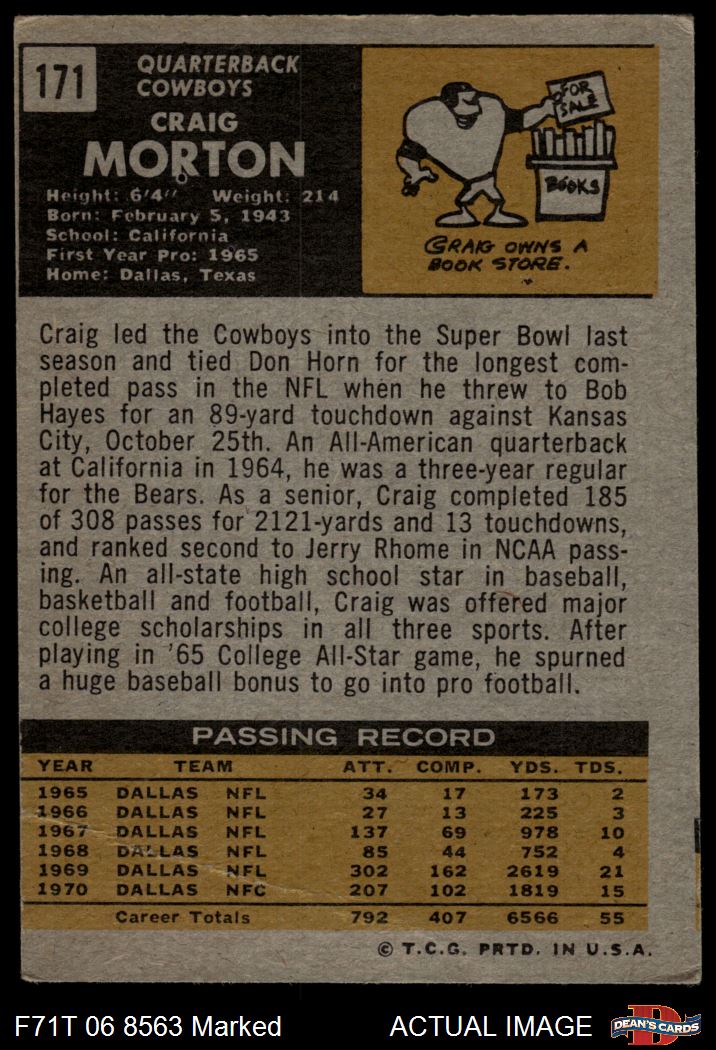 171
QUARTERBACK
COWBOYS
CRAIG
MORTON
Height: 6'4" Weight: 214
Born: February 5, 1943
School: California
First Year Pro: 1965
Home: Dallas, Texas
FOR
SALE
BOOKS
CRAIG OWNS A
BOOK STORE.
Craig led the Cowboys into the Super Bowl last
season and tied Don Horn for the longest com-
pleted pass in the NFL when he threw to Bob
Hayes for an 89-yard touchdown against Kansas
City, October 25th. An All-American quarterback
at California in 1964, he was a three-year regular
for the Bears. As a senior, Craig completed 185
of 308 passes for 2121-yards and 13 touchdowns,
and ranked second to Jerry Rhome in NCAA pass-
ing. An all-state high school star in baseball,
basketball and football, Craig was offered major
college scholarships in all three sports. After
playing in '65 College All-Star game, he spurned
a huge baseball bonus to go into pro football.
PASSING RECORD
YEAR TEAM ATT. COMP. YDS. TDS.
1965 DALLAS NFL 34 17 173 2
1966 DALLAS NFL 27 13 225 3
1967 DALLAS NFL 137 69 978 10
1968 DALLAS NFL 85 44 752 4
1969 DALLAS NFL 302 162 2619 21
1970 DALLAS NFC 207 102 1819 15
Career Totals 792 407 6566 55
© T.C.G. PRTD. IN U.S.A.
F71T 06 8563 Marked ACTUAL IMAGE
DEAN'S CARDS